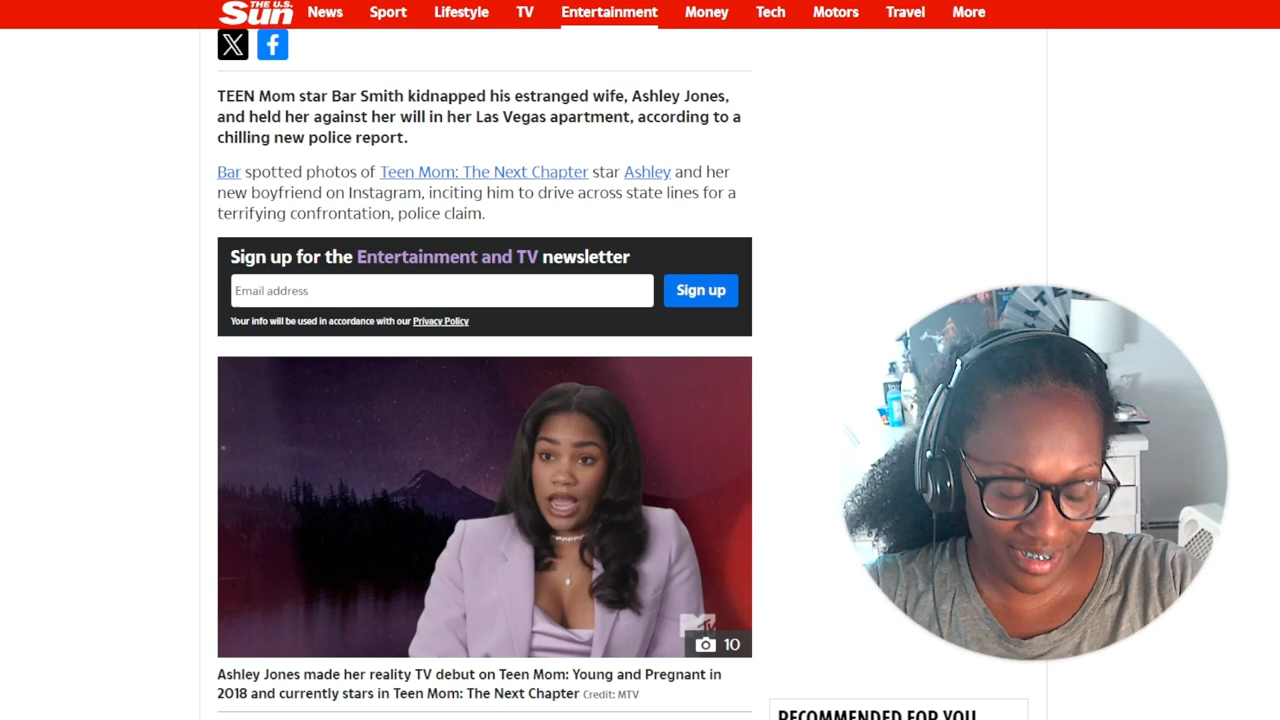 THE U.S.
Sun
News Sport Lifestyle TV Entertainment Money Tech Motors Travel More
TEEN Mom star Bar Smith kidnapped his estranged wife, Ashley Jones,
and held her against her will in her Las Vegas apartment, according to a
chilling new police report.
Bar spotted photos of Teen Mom: The Next Chapter star Ashley and her
new boyfriend on Instagram, inciting him to drive across state lines for a
terrifying confrontation, police claim.
Sign up for the Entertainment and TV newsletter
Email address
Sign up
Your info will be used in accordance with our Privacy Policy
MTV
10
Ashley Jones made her reality TV debut on Teen Mom: Young and Pregnant in
2018 and currently stars in Teen Mom: The Next Chapter Credit: MTV
RECOMMENDED FOR YOU